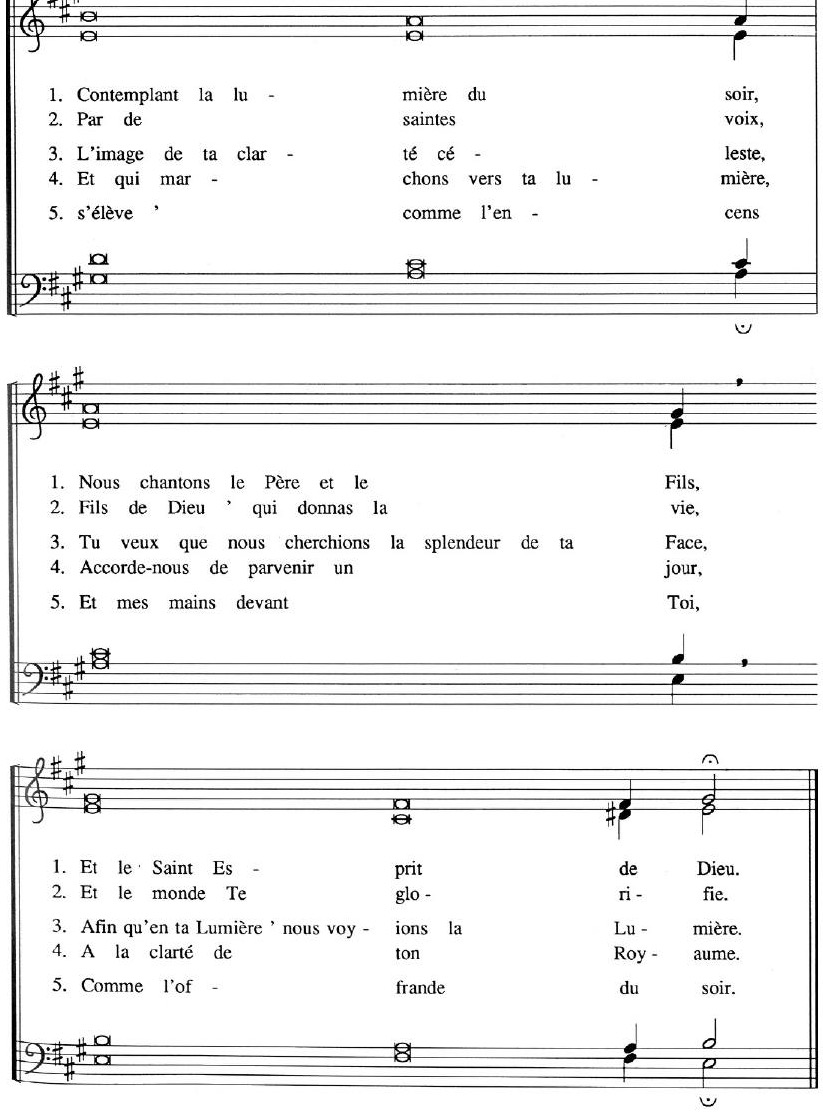 1. Contemplant la lu - mière du soir,
2. Par de saintes voix,
3. L'image de ta clar - té cé - leste,
4. Et qui mar - chons vers ta lu - mière,
5. s'élève ' comme l'en - cens
1. Nous chantons le Père et le Fils,
2. Fils de Dieu ' qui donnas la vie,
3. Tu veux que nous cherchions la splendeur de ta Face,
4. Accorde-nous de parvenir un jour,
5. Et mes mains devant Toi,
1. Et le Saint Es - prit de Dieu.
2. Et le monde Te glo - ri - fie.
3. Afin qu'en ta Lumière ' nous voy - ions la Lu - mière.
4. A la clarté de ton Roy - aume.
5. Comme l'of - frande du soir.